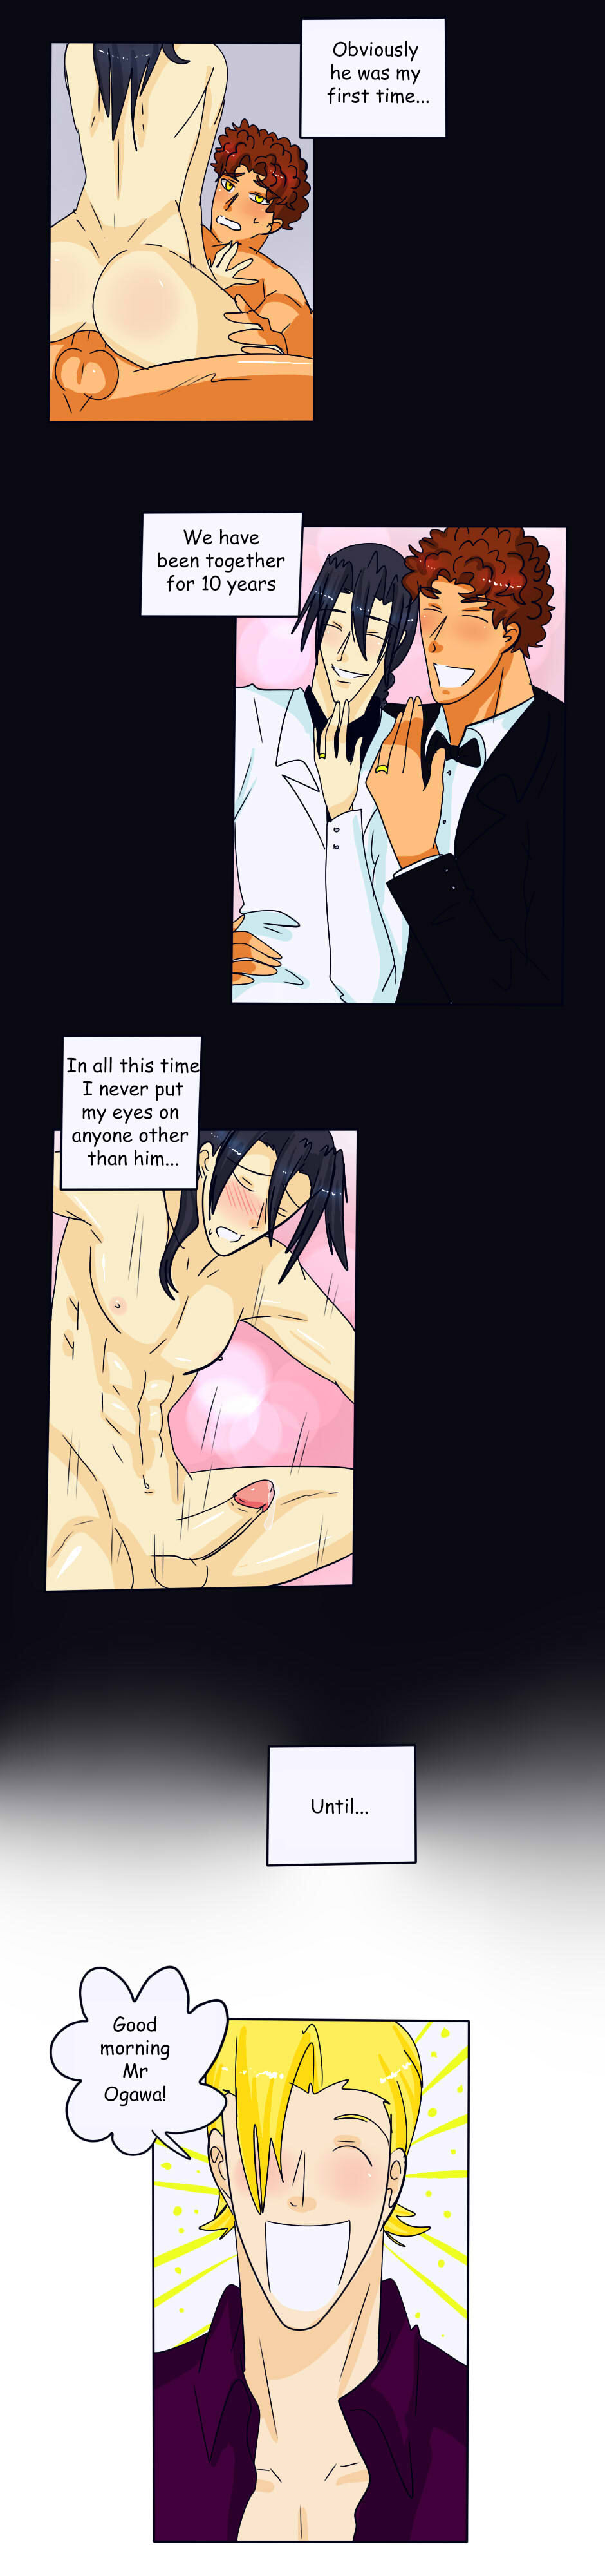 Obviously
he was my
first time...
We have
been together
for 10 years
In all this time
I never put
my eyes on
anyone other
than him...
Until...
Good
morning
Mr
Ogawa!